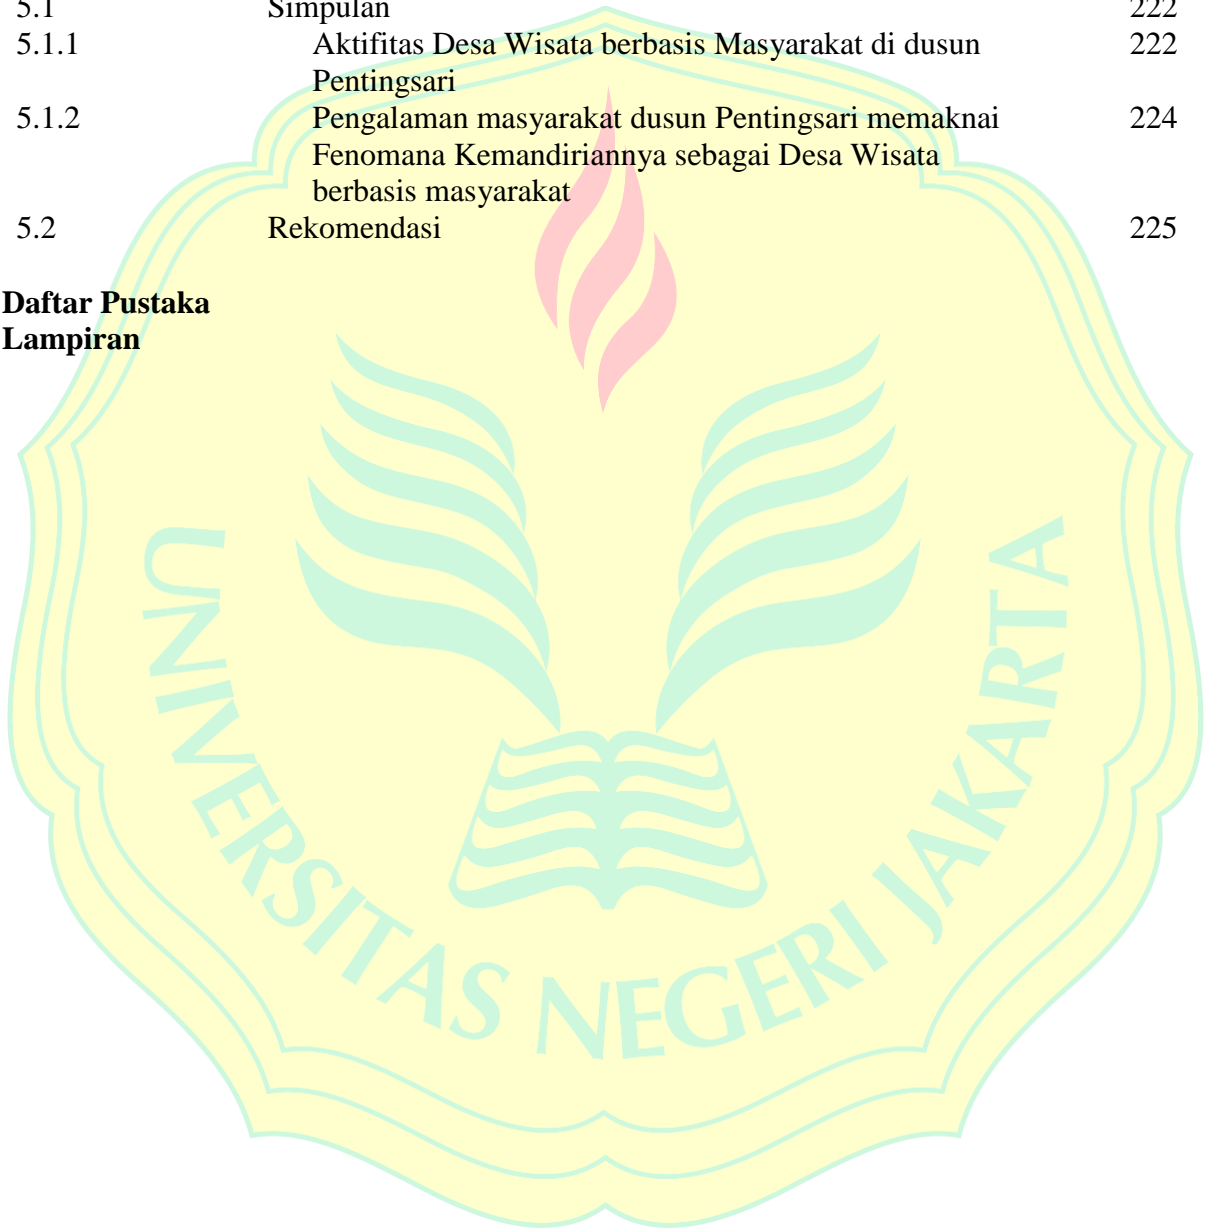 5.1 Simpulan 222
5.1.1 Aktifitas Desa Wisata berbasis Masyarakat di dusun 222
Pentingsari
5.1.2 Pengalaman masyarakat dusun Pentingsari memaknai 224
Fenomana Kemandiriannya sebagai Desa Wisata
berbasis masyarakat
5.2 Rekomendasi 225
Daftar Pustaka
Lampiran
UNIVERSITAS NEGERI JAKARTA